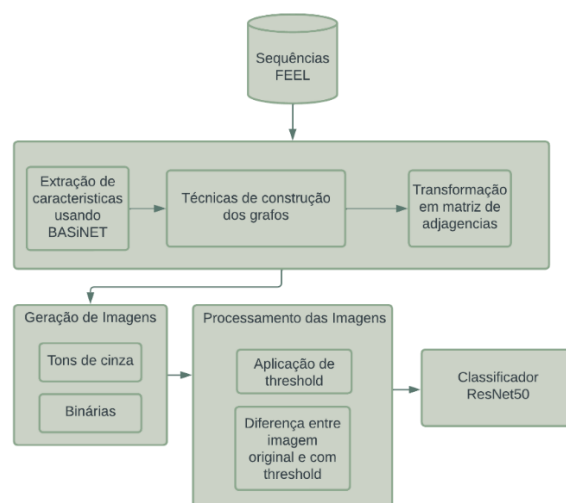 Sequências
FEEL
Extração de
caracteristicas
usando
BASiNET
Técnicas de construção
dos grafos
Transformação
em matriz de
adjagencias
Geração de Imagens
Tons de cinza
Binárias
Processamento das Imagens
Aplicação de
threshold
Diferença entre
imagem
original e com
threshold
Classificador
ResNet50